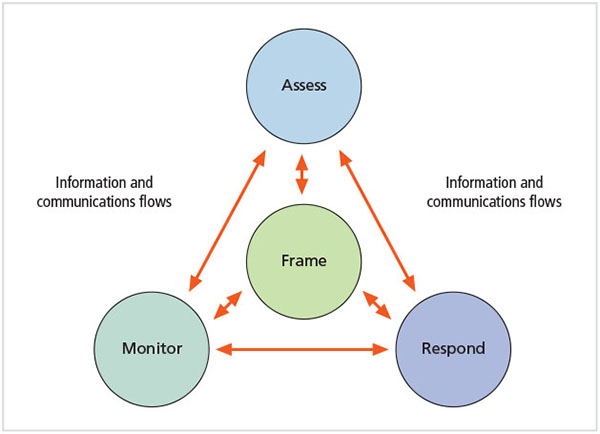 Assess
Information and
communications flows
Information and
communications flows
Frame
Monitor
Respond